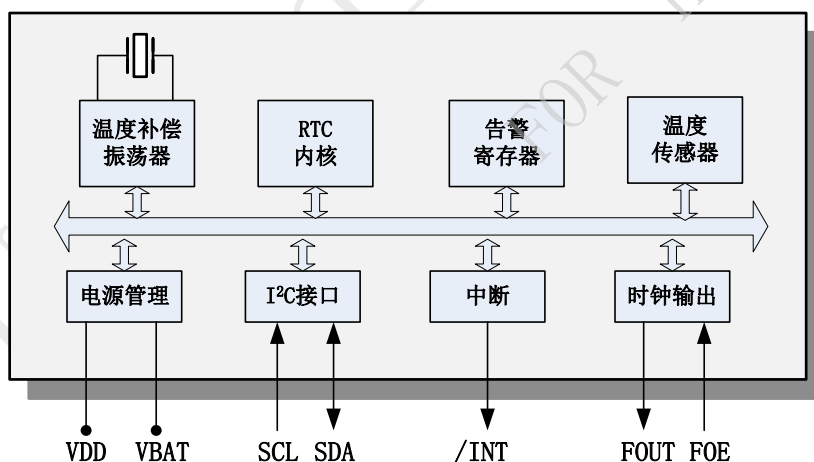 温度补偿
振荡器
RTC
内核
告警
寄存器
温度
传感器
电源管理
I²C接口
中断
时钟输出
VDD VBAT SCL SDA /INT FOUT FOE
FOR